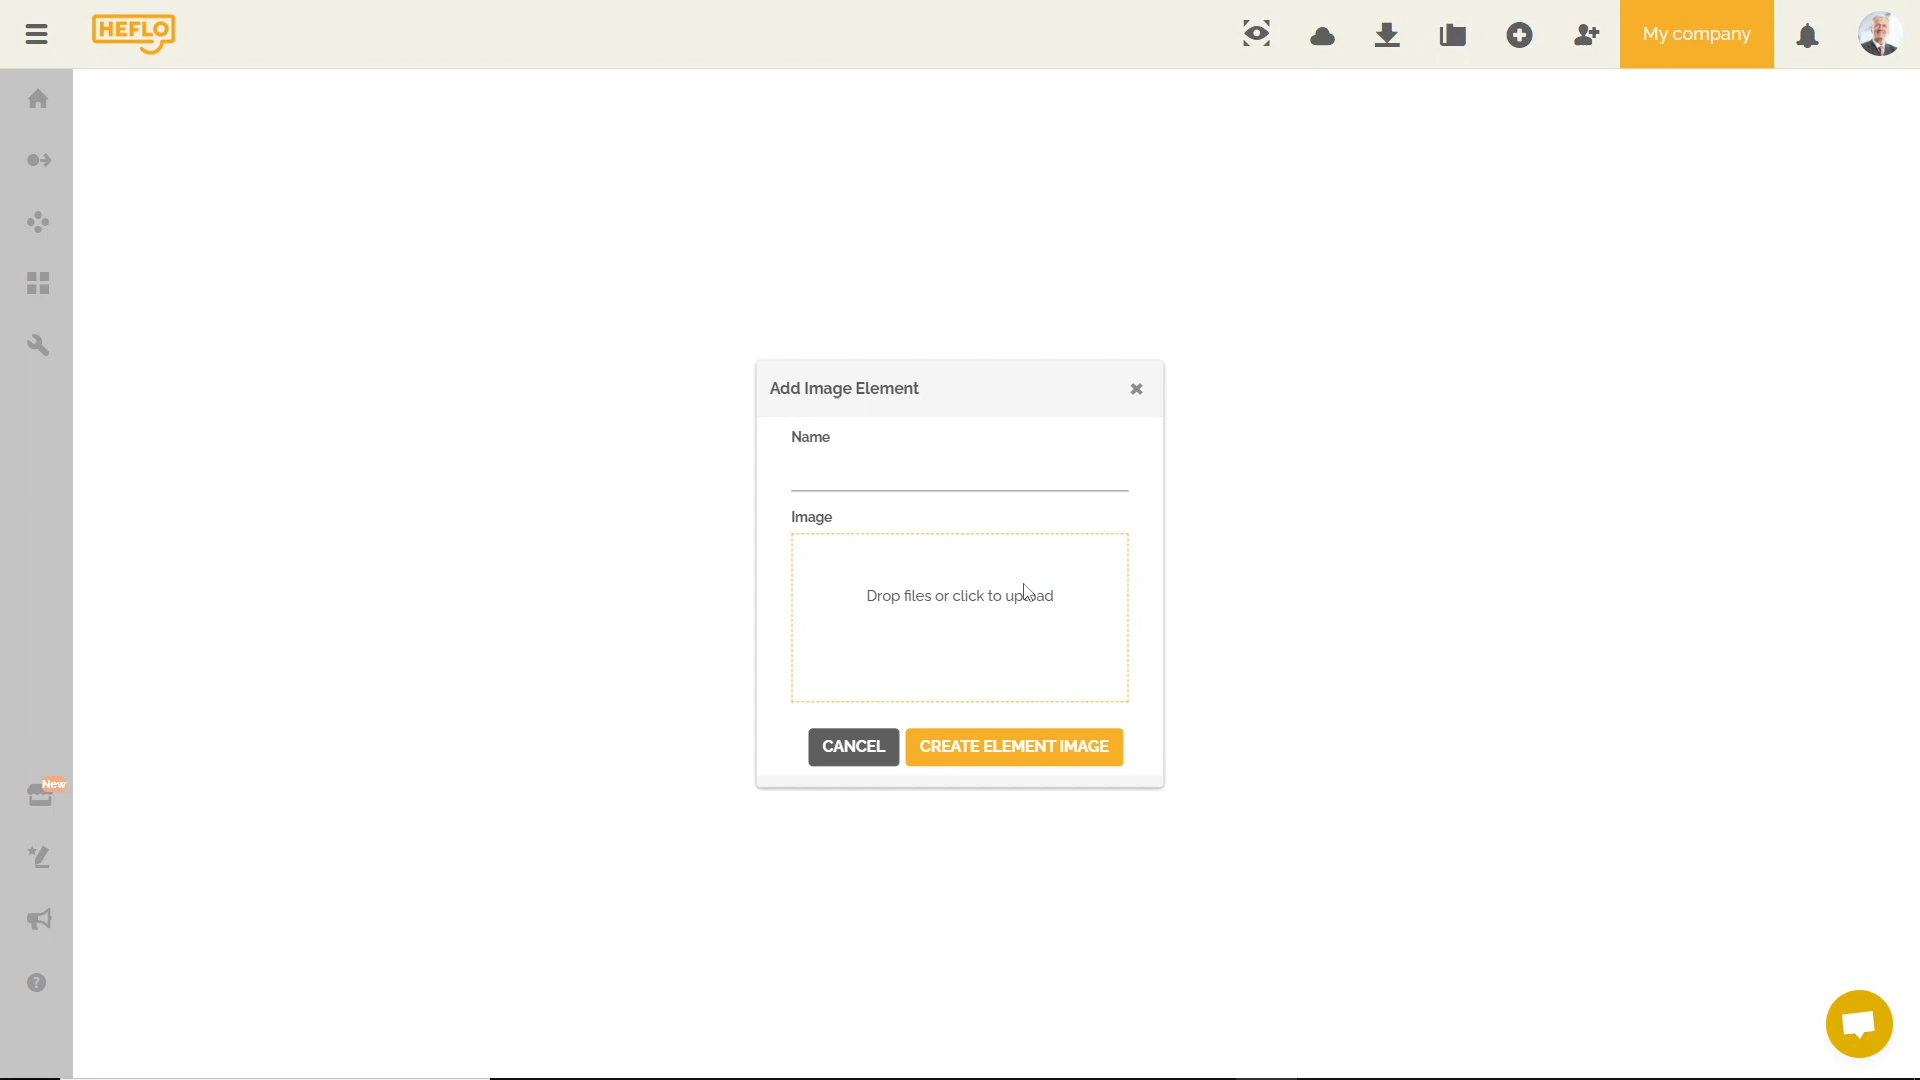 HEFLO
My company
Add Image Element
Name
Image
Drop files or click to upload
CANCEL
CREATE ELEMENT IMAGE
New